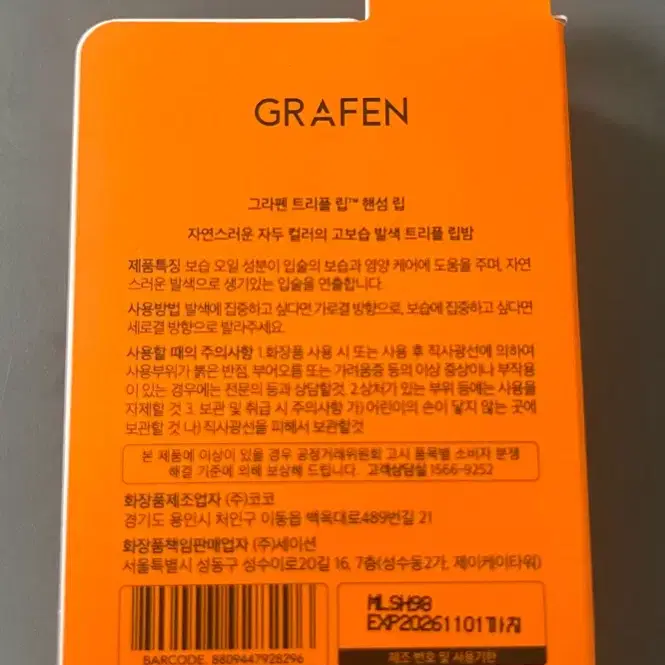 GRAFEN
그라펜 트리플 립™ 핸섬 립
자연스러운 자두 컬러의 고보습 발색 트리플 립밤
제품특징 보습 오일 성분이 입술의 보습과 영양 케어에 도움을 주며, 자연
스러운 발색으로 생기있는 입술을 연출합니다.
사용방법 발색에 집중하고 싶다면 가로결 방향으로, 보습에 집중하고 싶다면
세로결 방향으로 발라주세요.
사용할 때의 주의사항 1.화장품 사용 시 또는 사용 후 직사광선에 의하여
사용부위가 붉은 반점, 부어오름 또는 가려움증 등의 이상 증상이나 부작용
이 있는 경우에는 전문의 등과 상담할것. 2.상처가 있는 부위 등에는 사용을
자제할 것 3. 보관 및 취급 시 주의사항 가) 어린이의 손이 닿지 않는 곳에
보관할 것 나) 직사광선을 피해서 보관할것
본 제품에 이상이 있을 경우 공정거래위원회 고시 품목별 소비자 분쟁
해결 기준에 의해 보상해 드립니다. 고객상담실 1566-9252
화장품제조업자 (주)코코
경기도 용인시 처인구 이동읍 백옥대로489번길 21
화장품책임판매업자 (주)세이션
서울특별시 성동구 성수이로20길 16, 7층(성수동2가, 제이케이타워)
MLSH98
EXP20261101까지
BARCODE. 8809447928296
제조 번호 및 사용기한